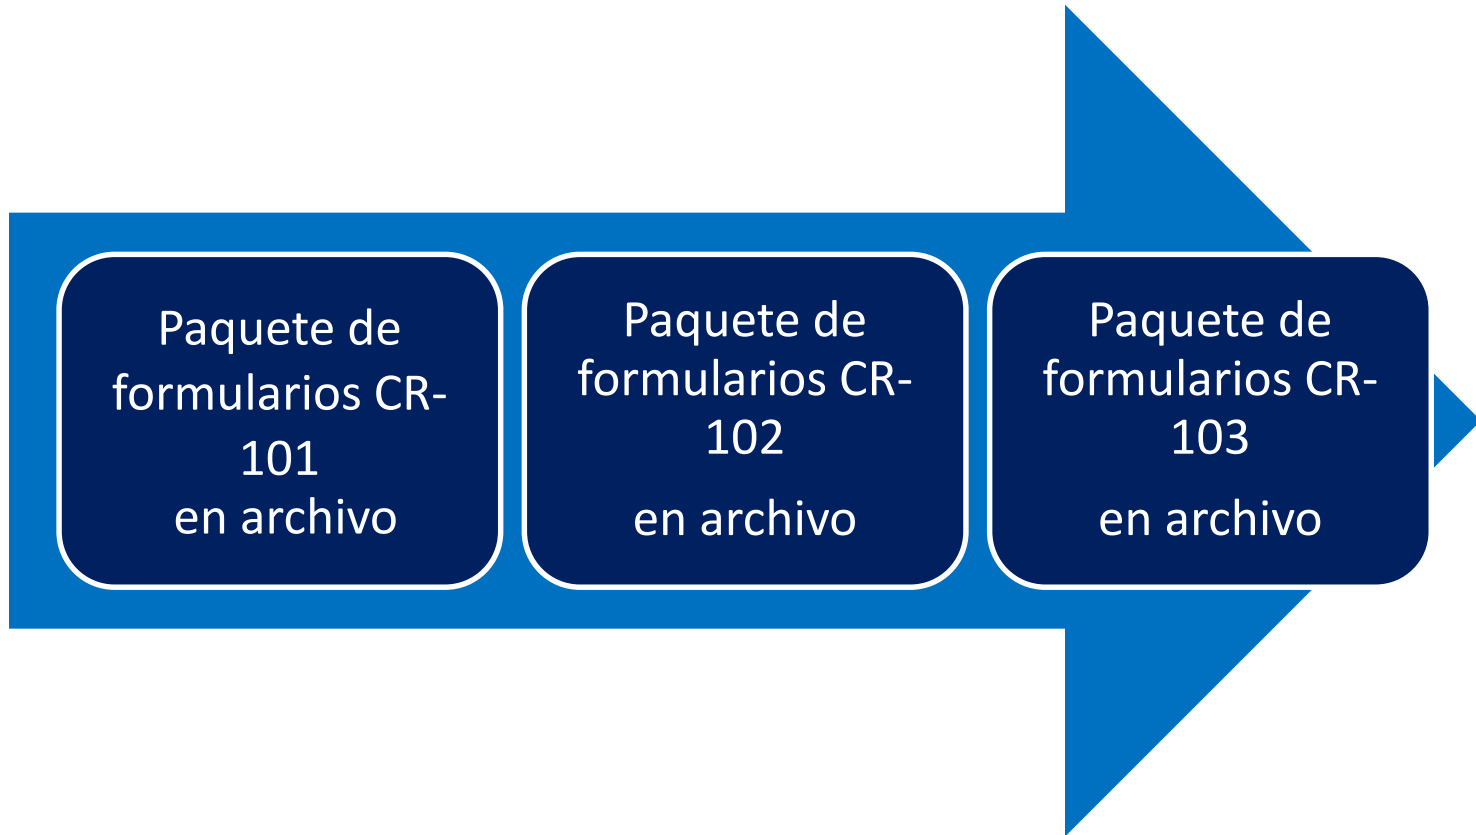 Paquete de
formularios CR-
101
en archivo
Paquete de
formularios CR-
102
en archivo
Paquete de
formularios CR-
103
en archivo